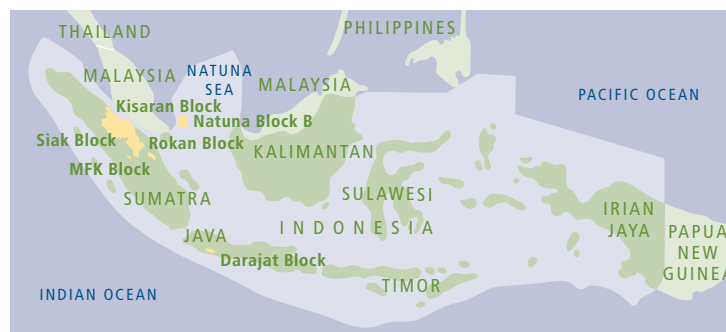 THAILAND
PHILIPPINES
MALAYSIA
NATUNA
SEA
MALAYSIA
PACIFIC OCEAN
Kisaran Block
Natuna Block B
Siak Block
Rokan Block
KALIMANTAN
MFK Block
SUMATRA
SULAWESI
IRIAN
JAYA
PAPUA
NEW
GUINEA
INDONESIA
JAVA
Darajat Block
TIMOR
INDIAN OCEAN